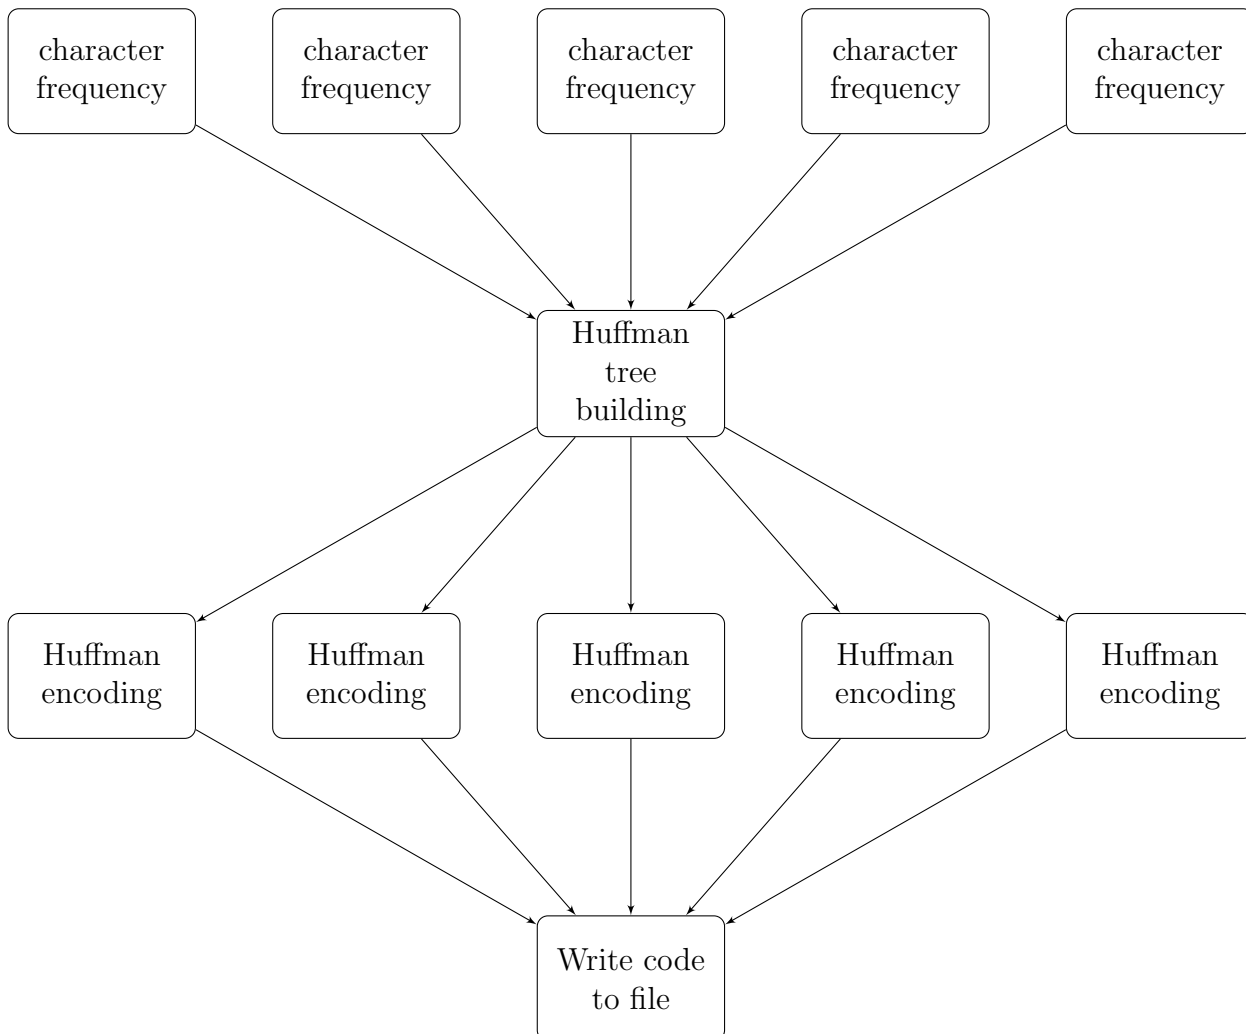 character
frequency
character
frequency
character
frequency
character
frequency
character
frequency
Huffman
tree
building
Huffman
encoding
Huffman
encoding
Huffman
encoding
Huffman
encoding
Huffman
encoding
Write code
to file